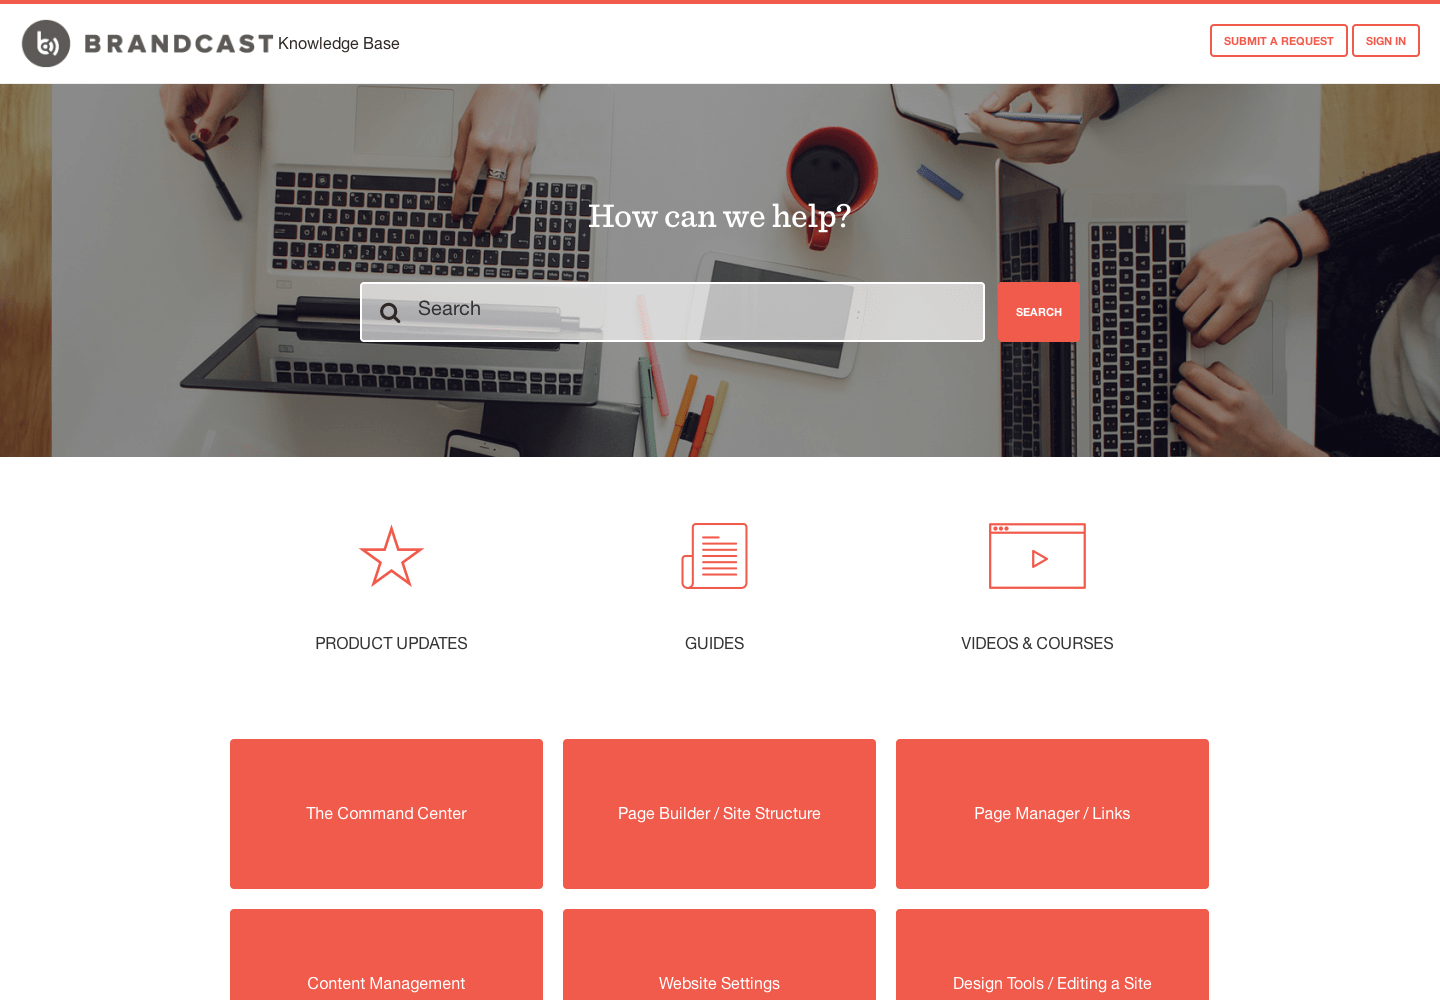 BRANDCAST Knowledge Base
SUBMIT A REQUEST
SIGN IN
How can we help?
Search
SEARCH
PRODUCT UPDATES
GUIDES
VIDEOS & COURSES
The Command Center
Page Builder / Site Structure
Page Manager / Links
Content Management
Website Settings
Design Tools / Editing a Site